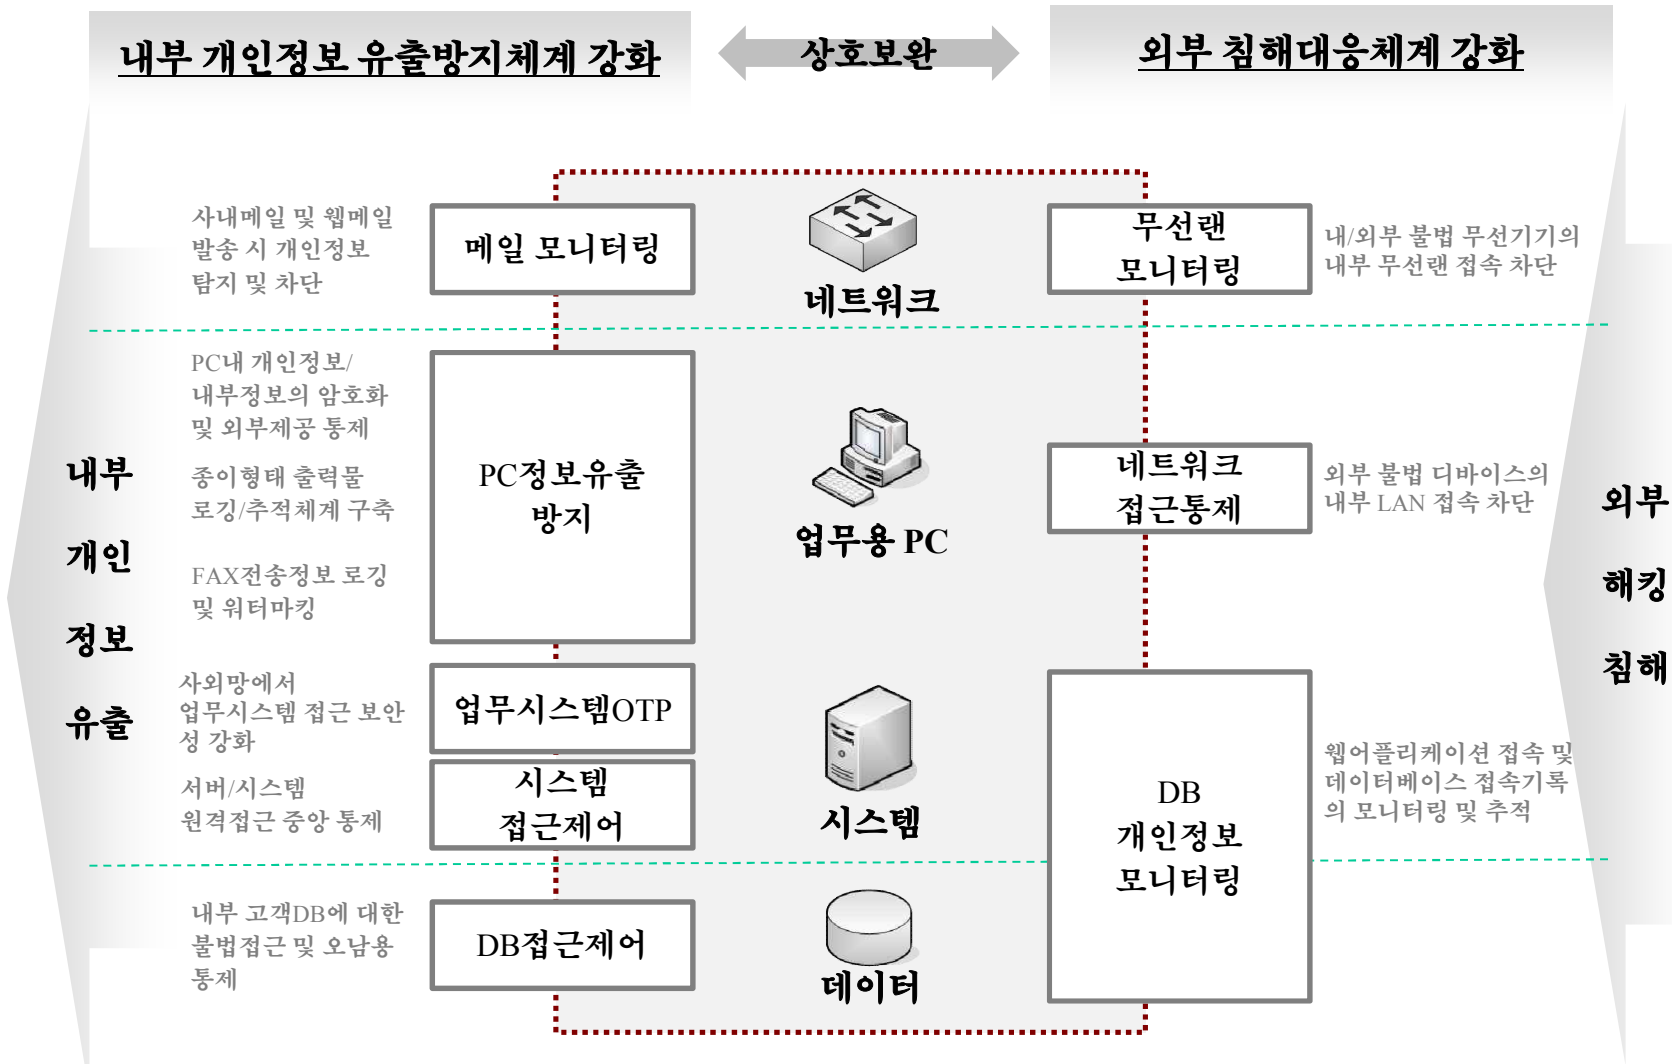 내부 개인정보 유출방지체계 강화
상호보완
외부 침해대응체계 강화
사내메일 및 웹메일
발송 시 개인정보
탐지 및 차단
메일 모니터링
네트워크
무선랜
모니터링
내/외부 불법 무선기기의
내부 무선랜 접속 차단
PC내 개인정보/
내부정보의 암호화
및 외부제공 통제
종이형태 출력물
로깅/추적체계 구축
FAX전송정보 로깅
및 워터마킹
PC정보유출
방지
업무용 PC
네트워크
접근통제
외부 불법 디바이스의
내부 LAN 접속 차단
내부
개인
정보
유출
외부
해킹
침해
사외망에서
업무시스템 접근 보안
성 강화
업무시스템OTP
서버/시스템
원격접근 중앙 통제
시스템
접근제어
시스템
DB
개인정보
모니터링
웹어플리케이션 접속 및
데이터베이스 접속기록
의 모니터링 및 추적
내부 고객DB에 대한
불법접근 및 오남용
통제
DB접근제어
데이터